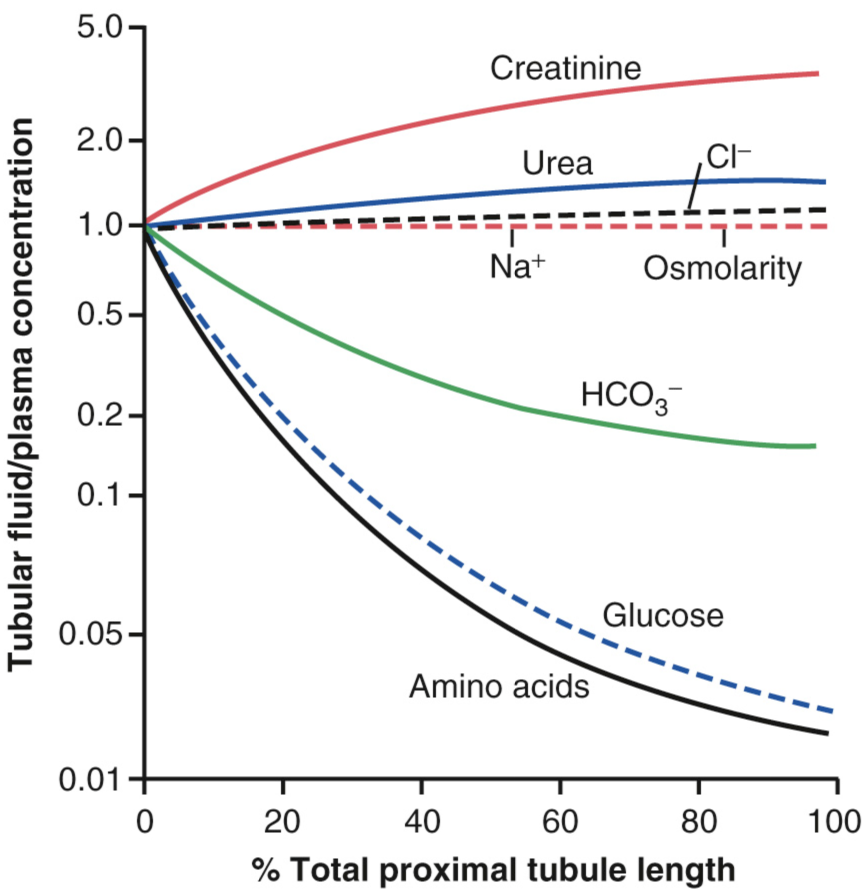 5.0
Creatinine
2.0
Urea
Cl⁻
1.0
Na⁺
Osmolarity
0.5
HCO₃⁻
0.2
0.1
Glucose
0.05
Amino acids
0.01
0 20 40 60 80 100
% Total proximal tubule length
Tubular fluid/plasma concentration